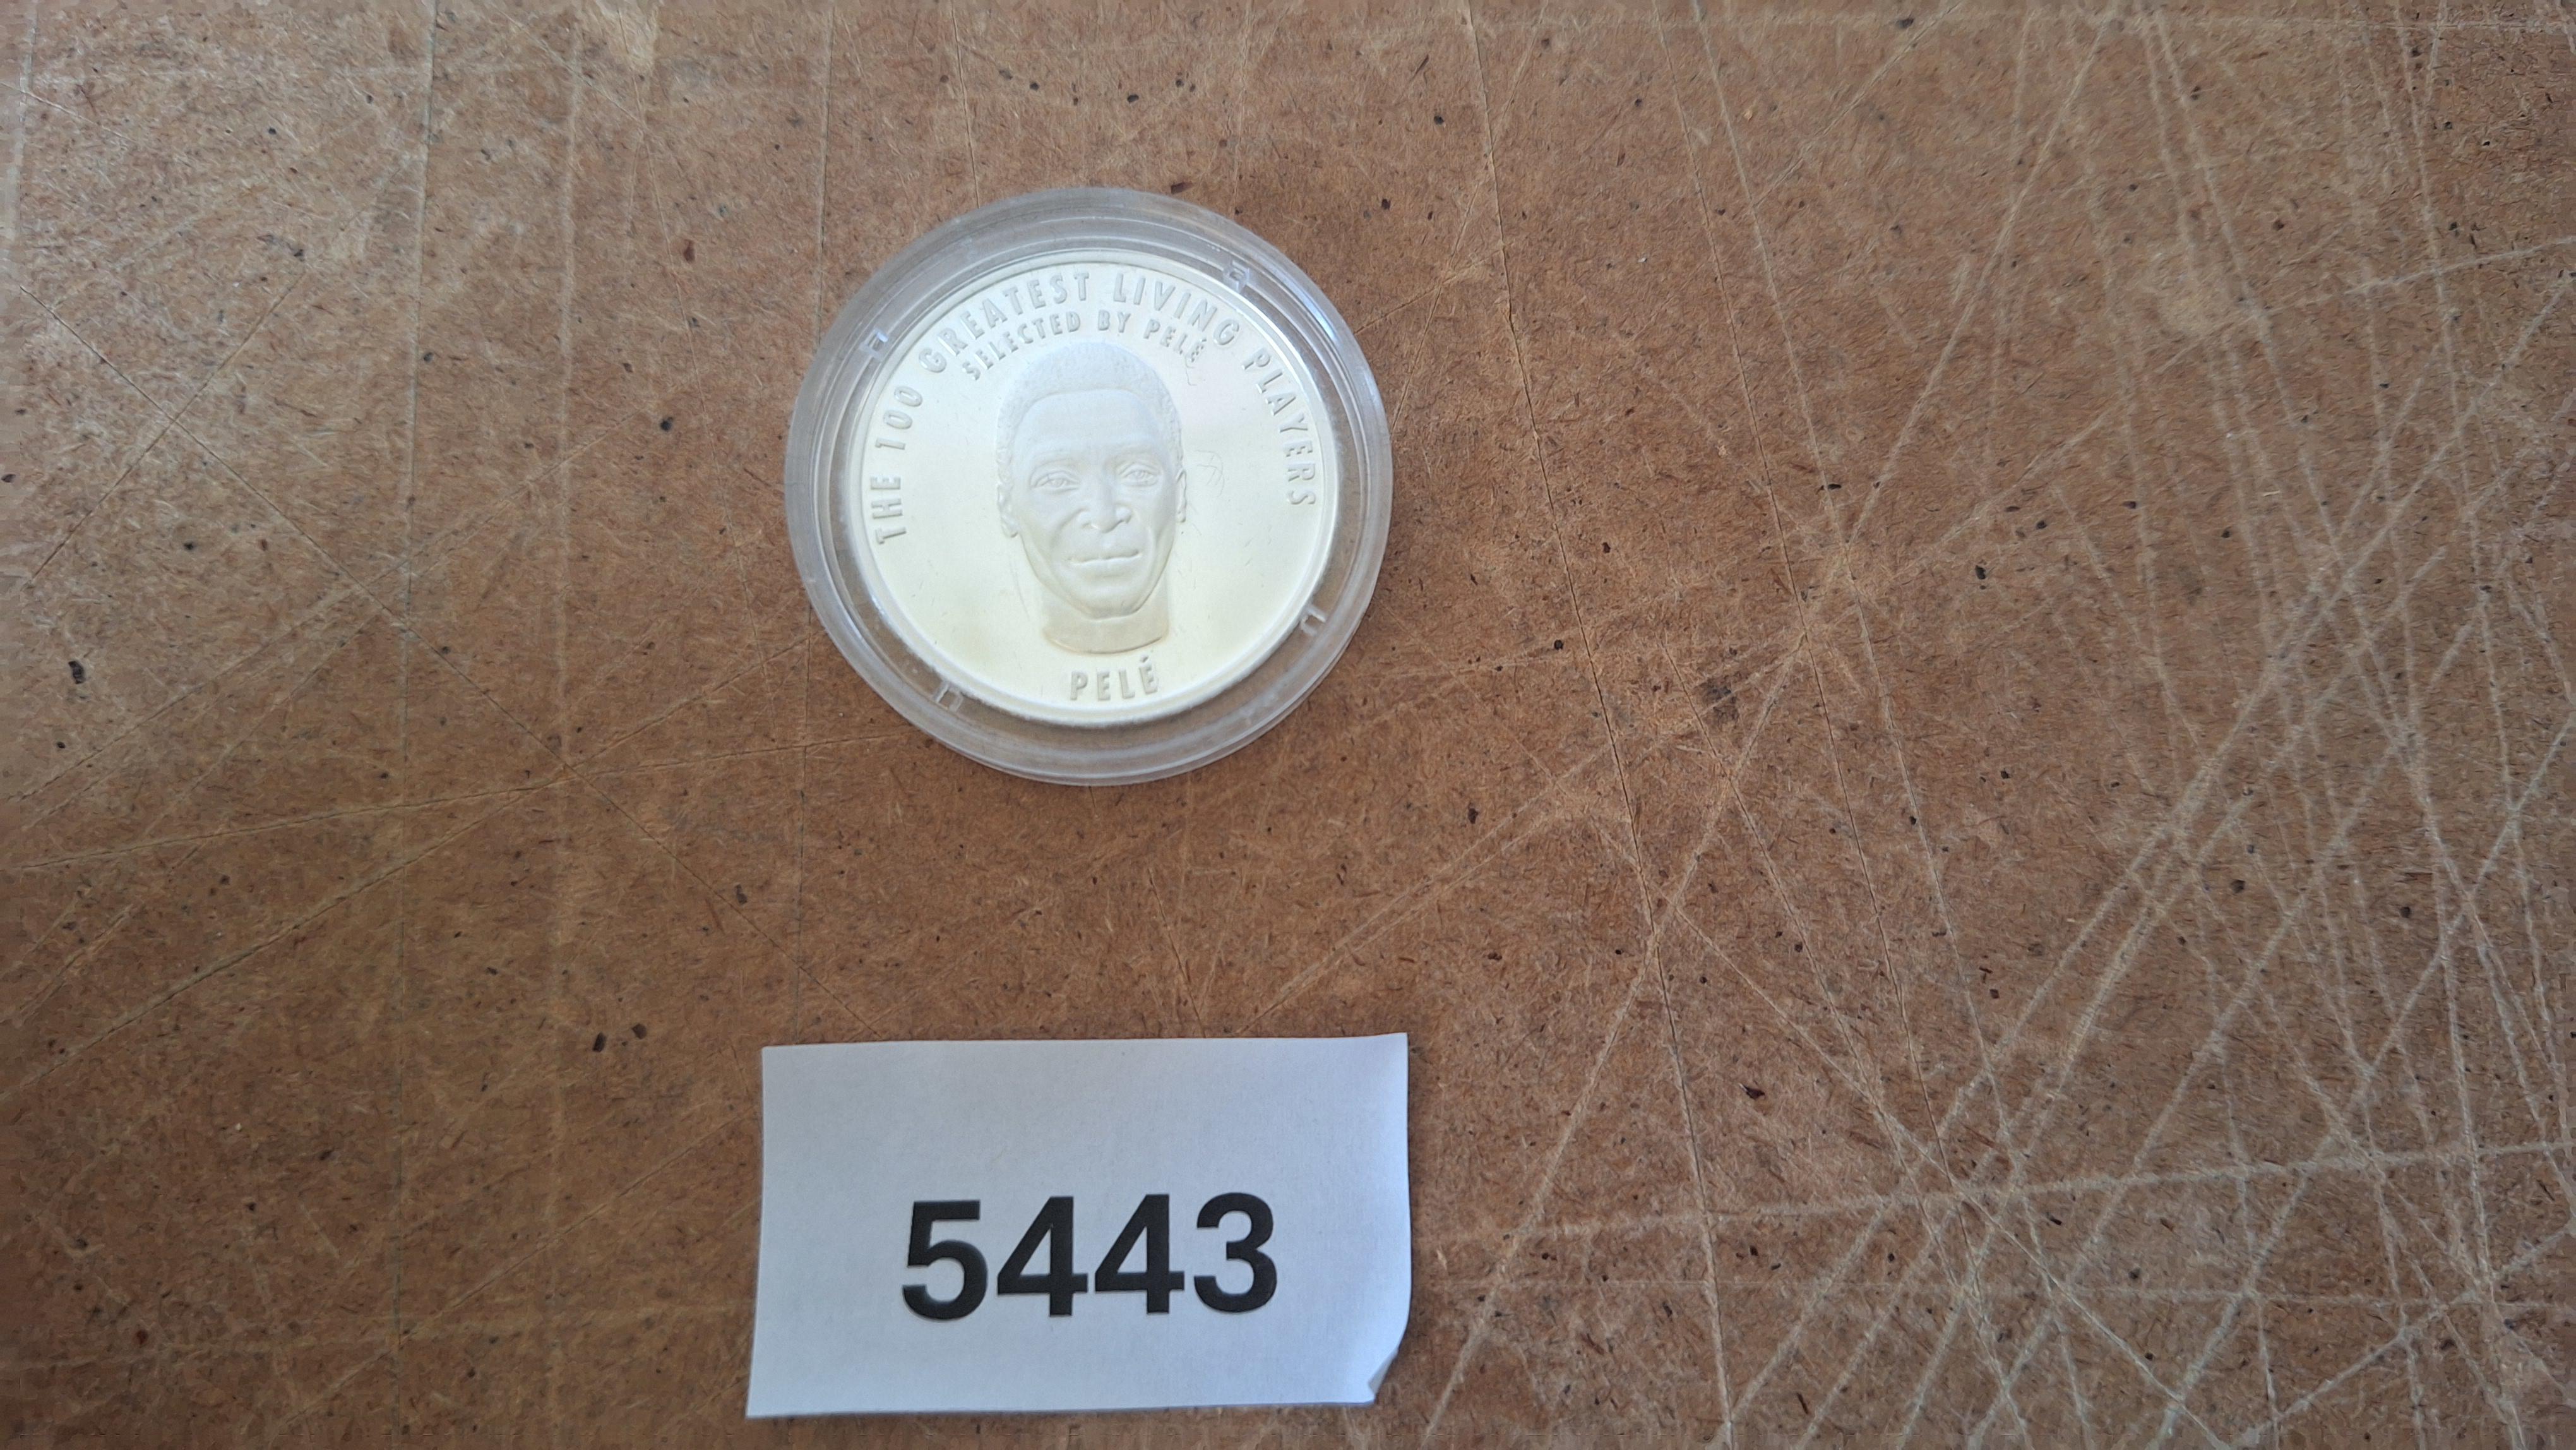 THE 100 GREATEST LIVING PLAYERS
SELECTED BY PELÉ
PELÉ
5443